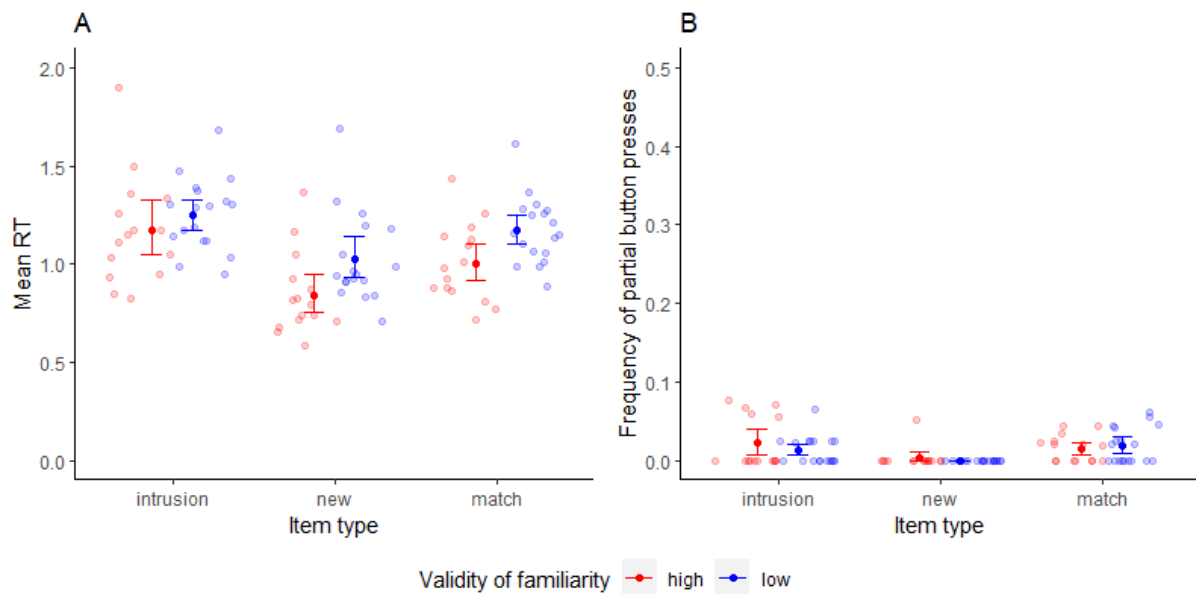 A
Mean RT
2.0
1.5
1.0
0.5
0.0
intrusion new match
Item type
B
Frequency of partial button presses
0.5
0.4
0.3
0.2
0.1
0.0
intrusion new match
Item type
Validity of familiarity high low